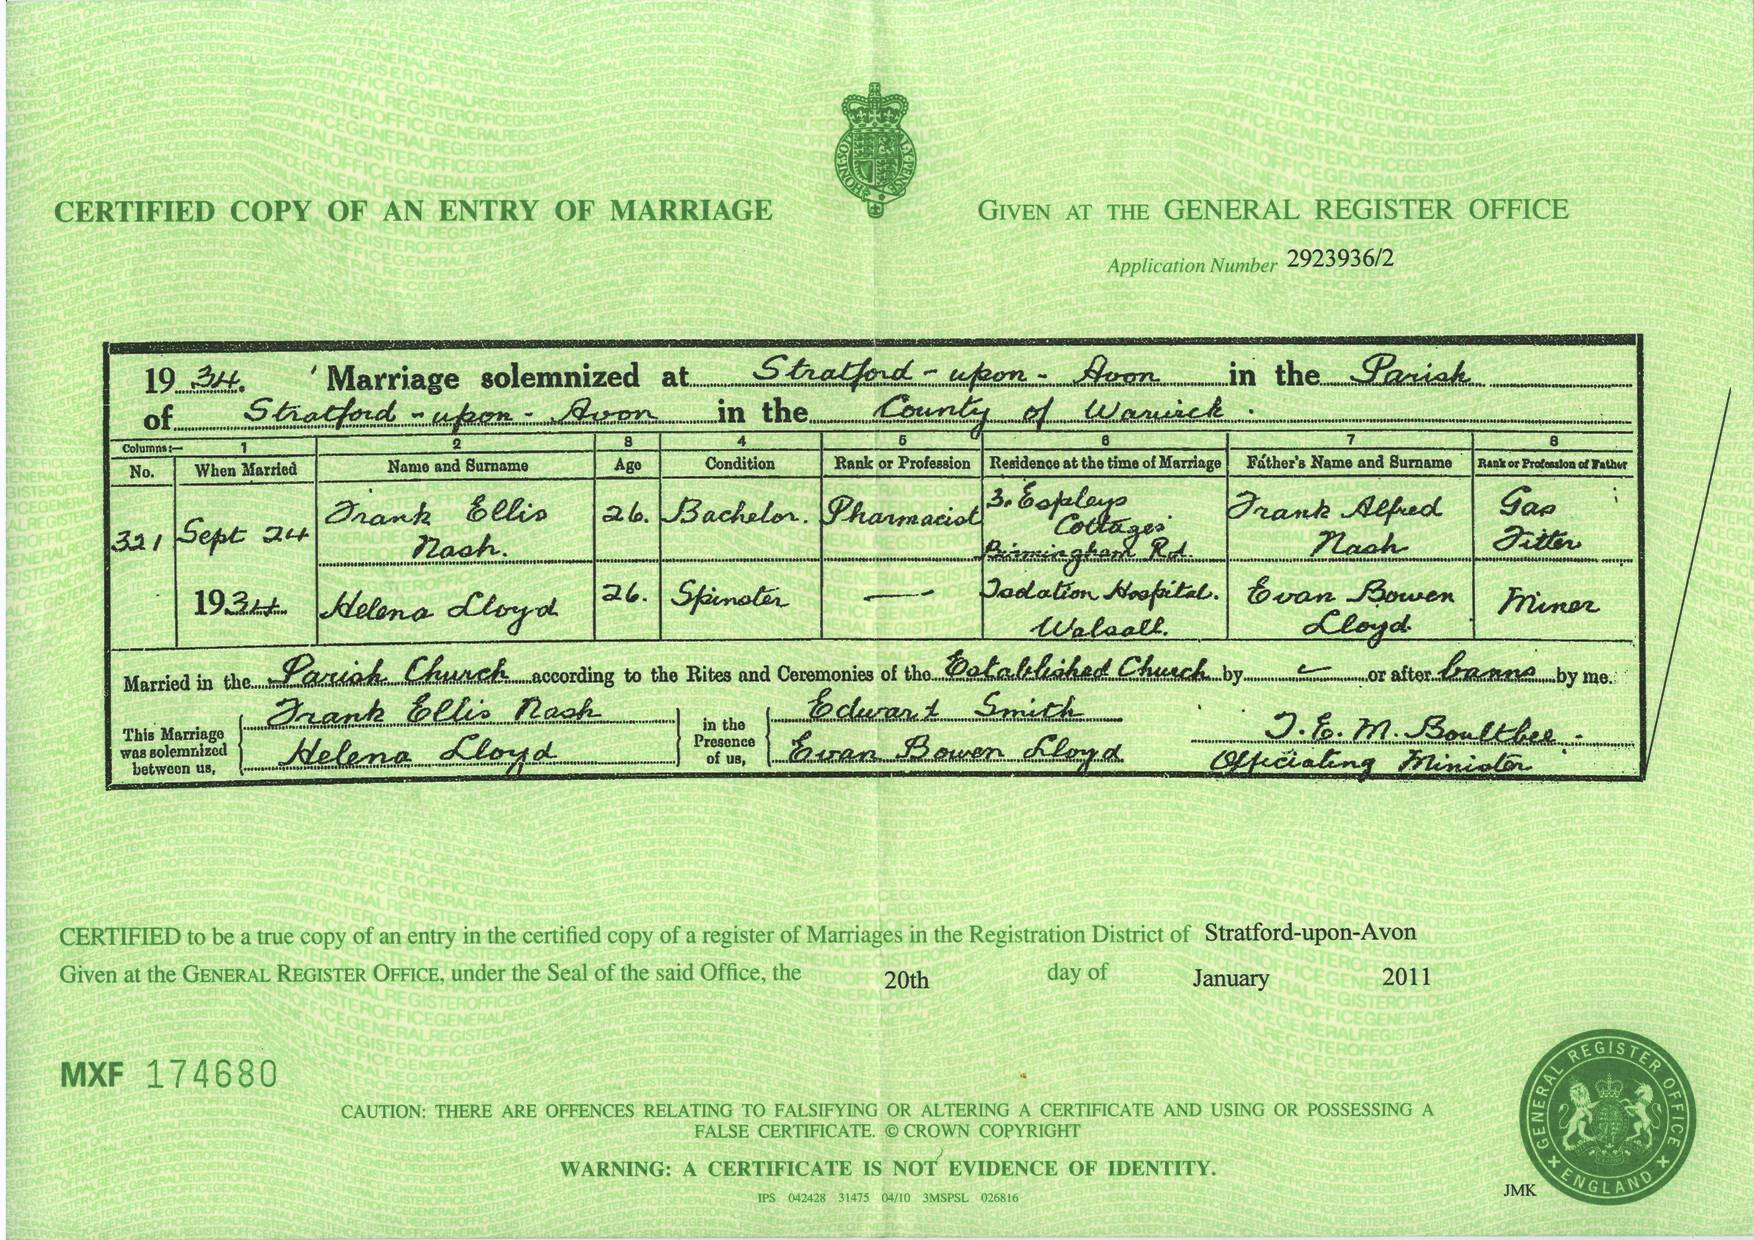 CERTIFIED COPY OF AN ENTRY OF MARRIAGE
GIVEN AT THE GENERAL REGISTER OFFICE
Application Number 2923936/2
1934. Marriage solemnized at Stratford-upon-Avon in the Parish
of Stratford-upon-Avon in the County of Warwick.
Columns:— 1 2 3 4 5 6 7 8
No. When Married Name and Surname Age Condition Rank or Profession Residence at the time of Marriage Father's Name and Surname Rank or Profession of Father
321 Sept 24 1934 Frank Ellis Nash. 26. Bachelor. Pharmacist 3. Espleys Cottages Birmingham Rd. Frank Alfred Nash Gas Fitter
Helena Lloyd 26. Spinster — Isolation Hospital. Walsall. Evan Bowen Lloyd Miner
Married in the Parish Church according to the Rites and Ceremonies of the Established Church by or after banns by me.
This Marriage was solemnized between us,
Frank Ellis Nash
Helena Lloyd
in the Presence of us,
Edward Smith
Evan Bowen Lloyd
T. E. M. Boultbee.
Officiating Minister
CERTIFIED to be a true copy of an entry in the certified copy of a register of Marriages in the Registration District of Stratford-upon-Avon
Given at the GENERAL REGISTER OFFICE, under the Seal of the said Office, the 20th day of January 2011
MXF 174680
CAUTION: THERE ARE OFFENCES RELATING TO FALSIFYING OR ALTERING A CERTIFICATE AND USING OR POSSESSING A
FALSE CERTIFICATE. © CROWN COPYRIGHT
WARNING: A CERTIFICATE IS NOT EVIDENCE OF IDENTITY.
IPS 042428 31475 04/10 3MSPSL 026816
JMK
GENERAL REGISTER OFFICE
ENGLAND